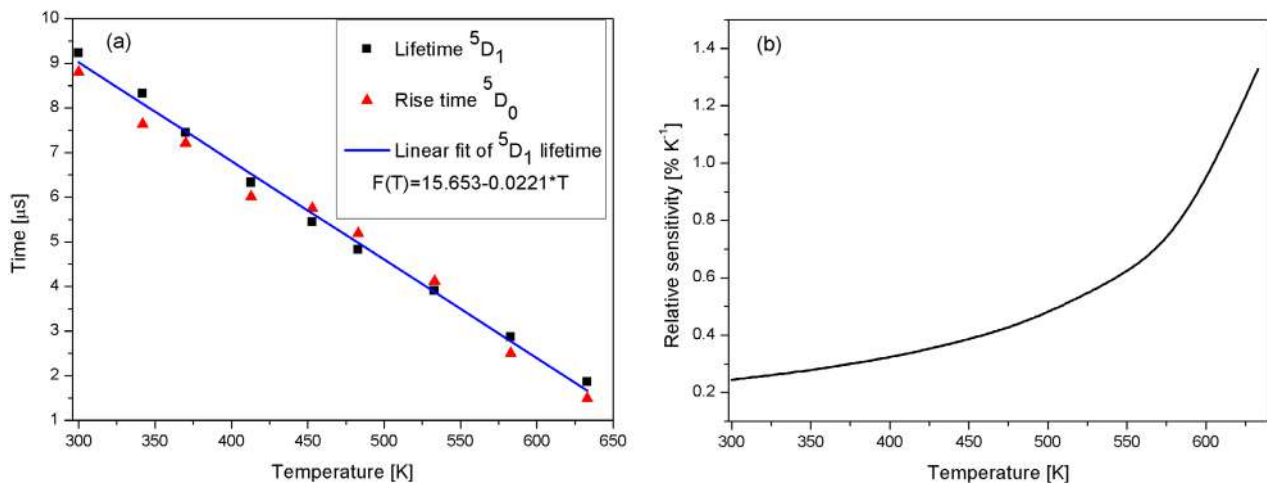 (a)
Lifetime ⁵D₁
Rise time ⁵D₀
Linear fit of ⁵D₁ lifetime
F(T)=15.653-0.0221*T
10
9
8
7
6
5
4
3
2
1
Time [µs]
300 350 400 450 500 550 600 650
Temperature [K]
(b)
1.4
1.2
1.0
0.8
0.6
0.4
0.2
Relative sensitivity [% K⁻¹]
300 350 400 450 500 550 600
Temperature [K]